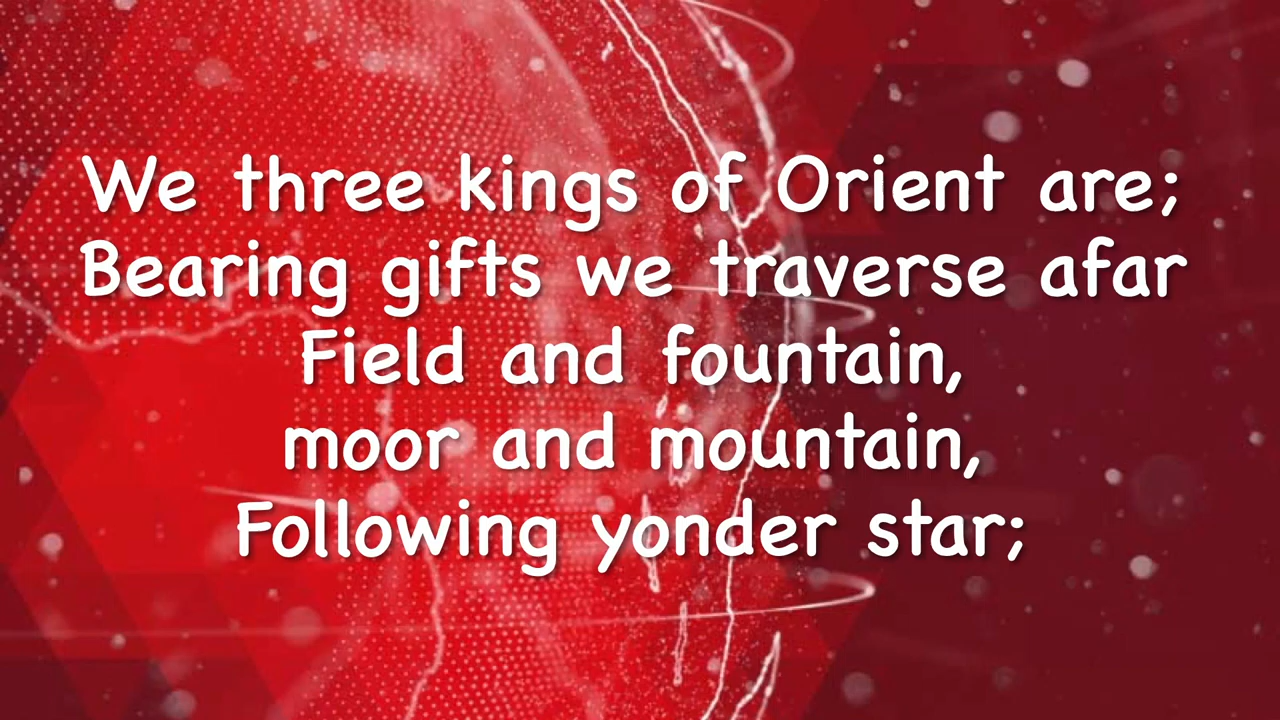 We three kings of Orient are;
Bearing gifts we traverse afar
Field and fountain,
moor and mountain,
Following yonder star;